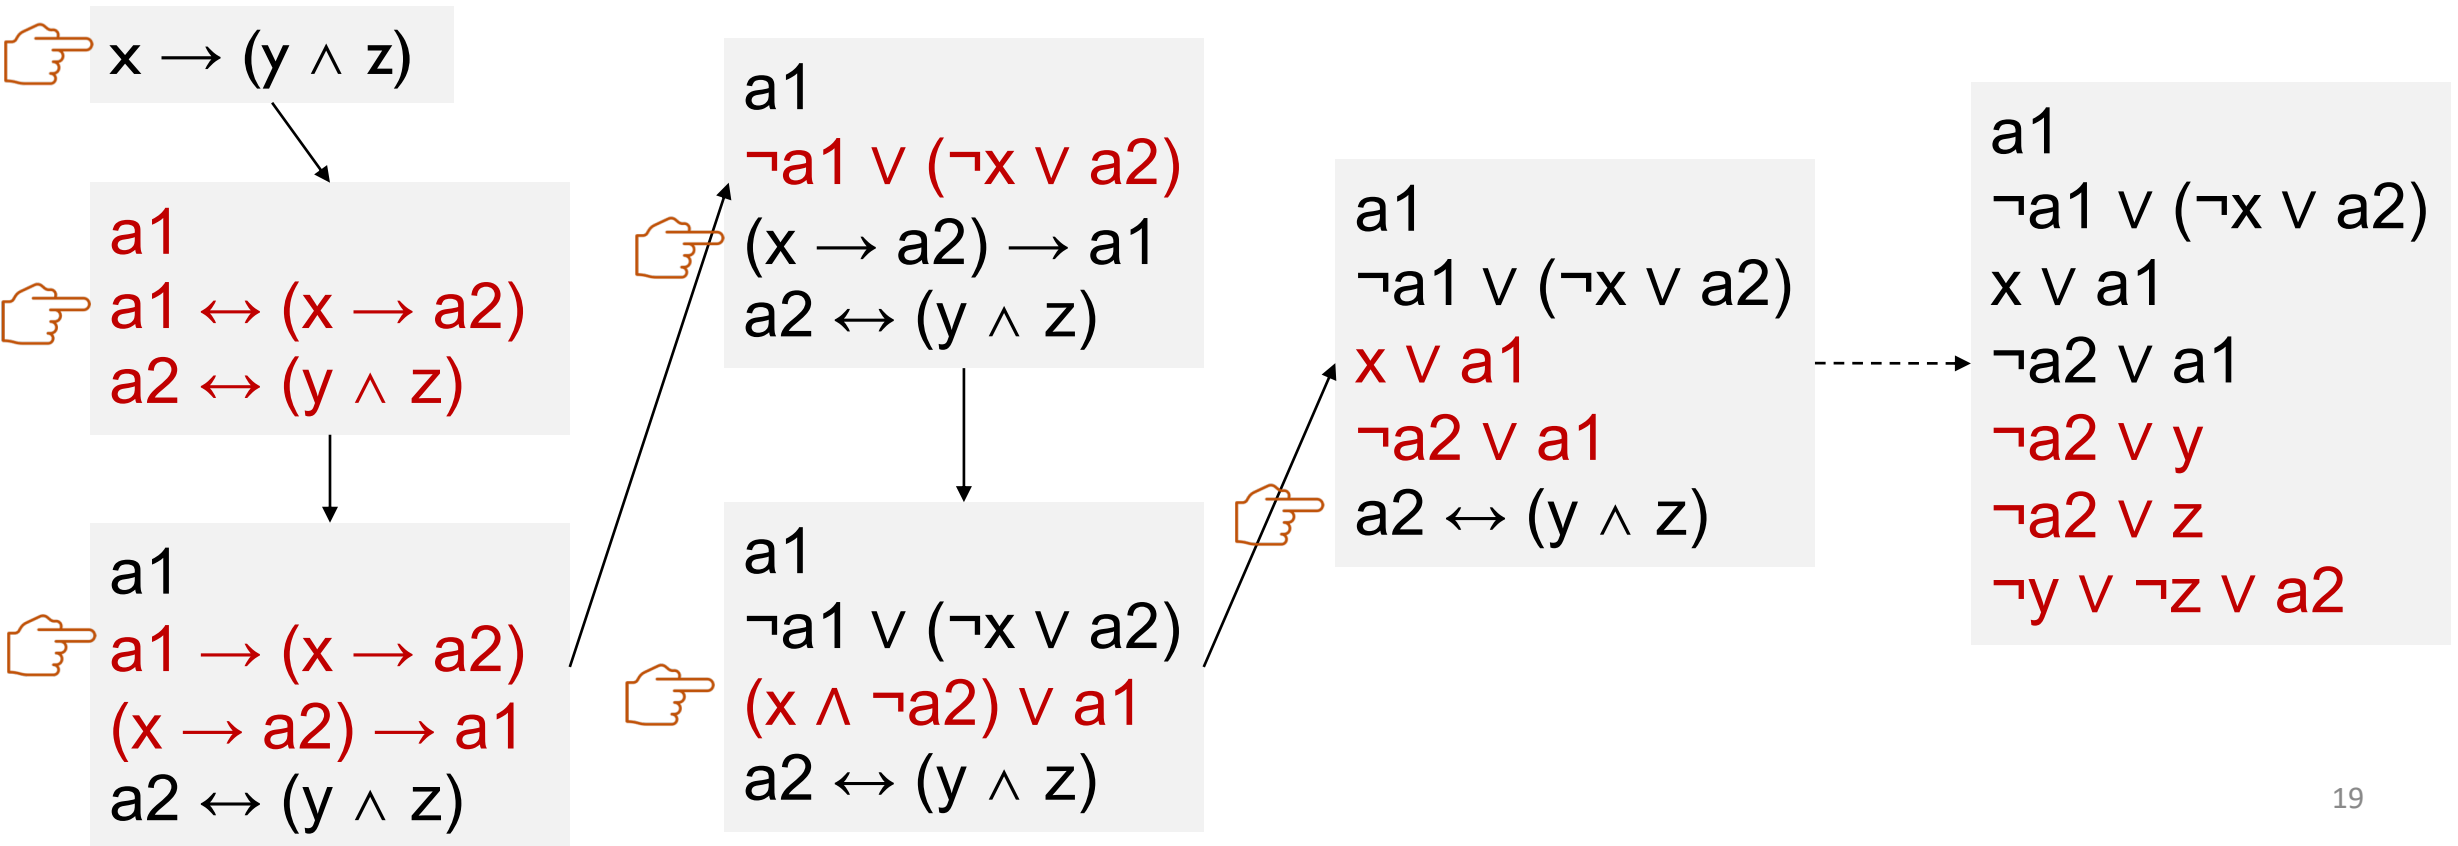 x → (y ∧ z)
a1
a1 ↔ (x → a2)
a2 ↔ (y ∧ z)
a1
a1 → (x → a2)
(x → a2) → a1
a2 ↔ (y ∧ z)
a1
¬a1 ∨ (¬x ∨ a2)
(x → a2) → a1
a2 ↔ (y ∧ z)
a1
¬a1 ∨ (¬x ∨ a2)
(x ∧ ¬a2) ∨ a1
a2 ↔ (y ∧ z)
a1
¬a1 ∨ (¬x ∨ a2)
x ∨ a1
¬a2 ∨ a1
a2 ↔ (y ∧ z)
a1
¬a1 ∨ (¬x ∨ a2)
x ∨ a1
¬a2 ∨ a1
¬a2 ∨ y
¬a2 ∨ z
¬y ∨ ¬z ∨ a2
19